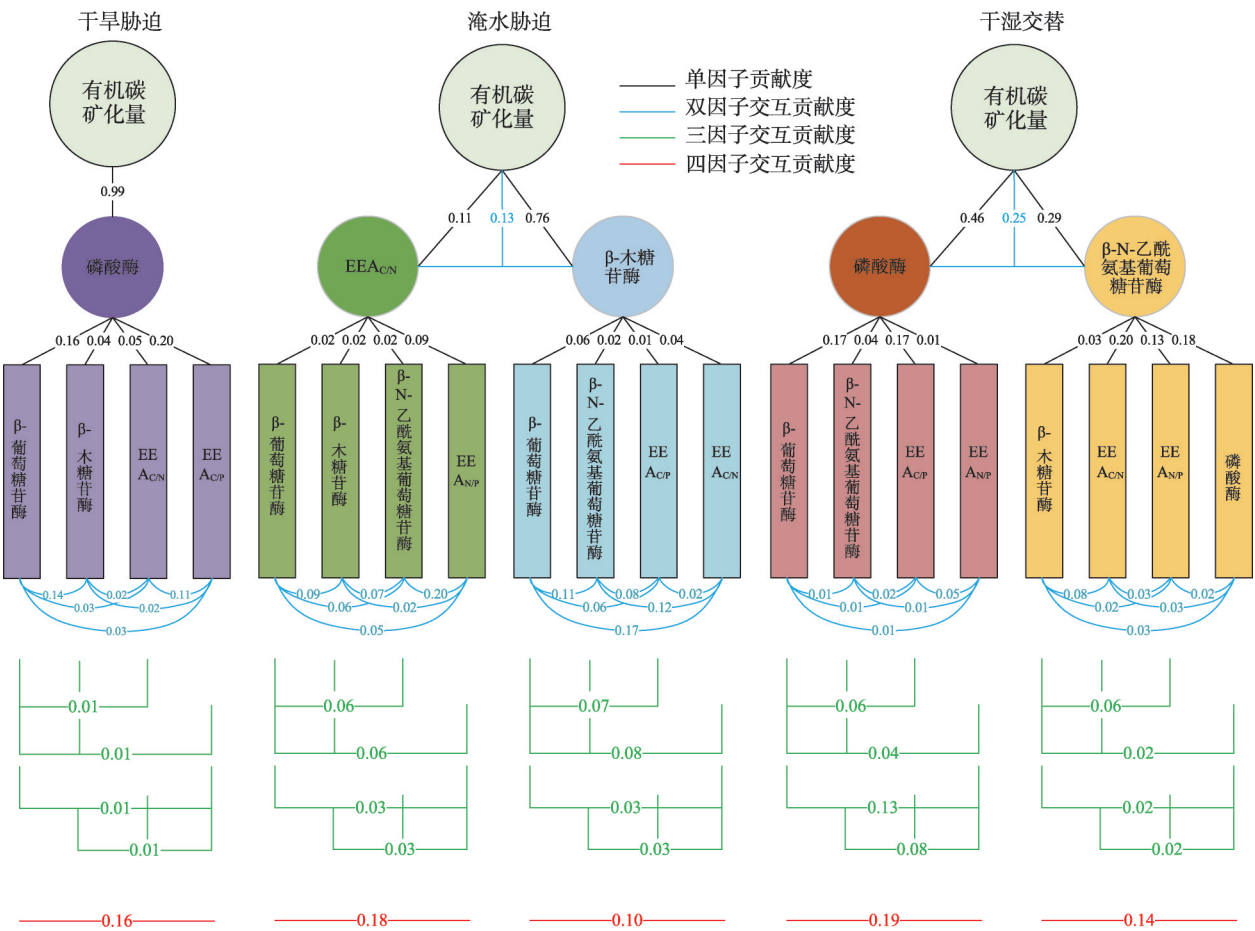 干旱胁迫
淹水胁迫
干湿交替
有机碳
矿化量
有机碳
矿化量
有机碳
矿化量
单因子贡献度
双因子交互贡献度
三因子交互贡献度
四因子交互贡献度
0.99
0.11 0.13 0.76
0.46 0.25 0.29
磷酸酶
EEAC/N
β-木糖
苷酶
磷酸酶
β-N-乙酰
氨基葡萄
糖苷酶
0.16 0.04 0.05 0.20
0.02 0.02 0.02 0.09
0.06 0.02 0.01 0.04
0.17 0.04 0.17 0.01
0.03 0.20 0.13 0.18
β-葡萄糖苷酶
β-木糖苷酶
EE
AC/N
EE
AC/P
β-葡萄糖苷酶
β-木糖苷酶
β-N-乙酰氨基葡萄糖苷酶
EE
AN/P
β-葡萄糖苷酶
β-N-乙酰氨基葡萄糖苷酶
EE
AC/P
EE
AC/N
β-葡萄糖苷酶
β-N-乙酰氨基葡萄糖苷酶
EE
AC/P
EE
AN/P
β-木糖苷酶
EE
AC/N
EE
AN/P
磷酸酶
0.14 0.02 0.11
0.03 0.02
0.03
0.09 0.07 0.20
0.06 0.02
0.05
0.11 0.08 0.02
0.06 0.12
0.17
0.01 0.02 0.05
0.01 0.01
0.01
0.08 0.03 0.02
0.02 0.03
0.03
0.01 0.06 0.07 0.06 0.06
0.01 0.06 0.08 0.04 0.02
0.01 0.03 0.03 0.13 0.02
0.01 0.03 0.03 0.08 0.02
0.16 0.18 0.10 0.19 0.14